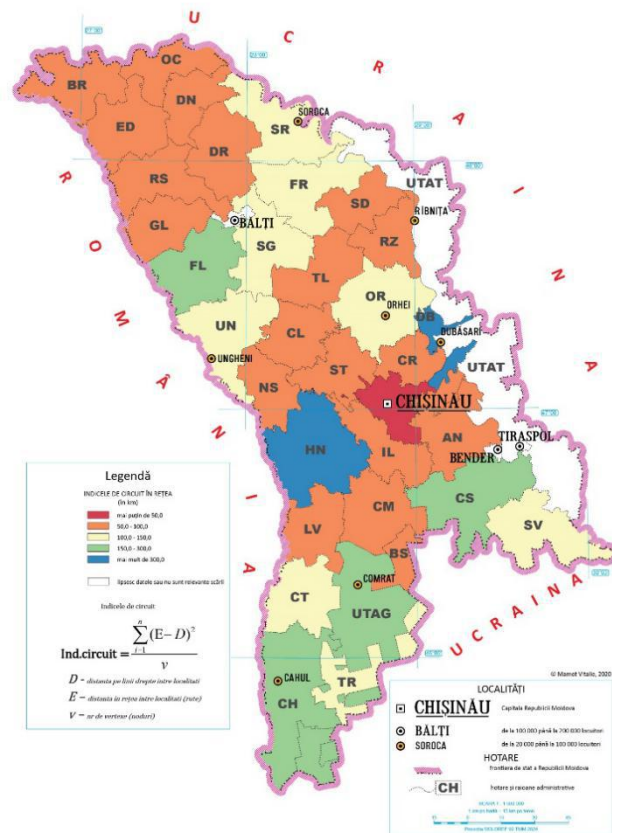 UCRAINA
ROMÂNIA
UCRAINA
OC
BR
DN
ED
SOROCA
SR
DR
UTAT
FR
RS
SD
RÎBNIȚA
GL
BĂLȚI
RZ
SG
FL
TL
OR
ORHEI
DB
UN
DUBĂSARI
CL
CR
UNGHENI
ST
UTAT
NS
CHIȘINĂU
TIRASPOL
HN
AN
BENDER
IL
CS
CM
SV
LV
BS
COMRAT
CT
UTAG
TR
CAHUL
CH
Legendă
INDICELE DE CIRCUIT ÎN REȚEA
(în km)
mai puțin de 50,0
50,0 - 100,0
100,0 - 150,0
150,0 - 300,0
mai mult de 300,0
lipsesc datele sau nu sunt relevante scării
Indicele de circuit
Ind.circuit = n ∑ i=1 (E – D)² / v
D - distanța pe linii drepte între localități
E - distanța în rețea între localități (rute)
V - nr de vertexe (noduri)
© Mamot Vitalie, 2020
LOCALITĂȚI
CHIȘINĂU Capitala Republicii Moldova
BĂLȚI de la 100 000 până la 200 000 locuitori
SOROCA de la 20 000 până la 100 000 locuitori
HOTARE
frontiera de stat a Republicii Moldova
CH hotare și raioane administrative